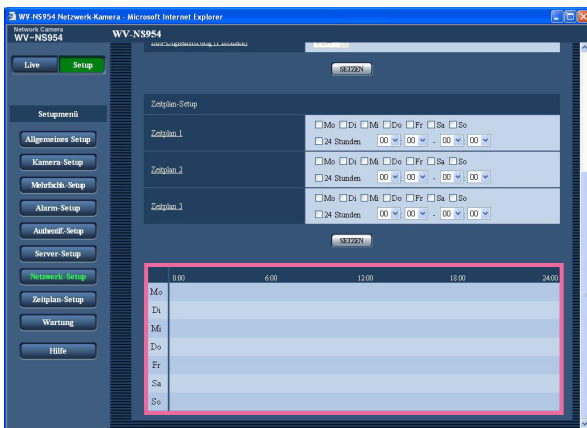 WV-NS954 Netzwerk-Kamera - Microsoft Internet Explorer
Network Camera
WV-NS954
WV-NS954
Live
Setup
SETZEN
Setupmenü
Allgemeines Setup
Kamera-Setup
Mehrfachb.-Setup
Alarm-Setup
Authentif.-Setup
Server-Setup
Netzwerk-Setup
Zeitplan-Setup
Wartung
Hilfe
Zeitplan-Setup
Zeitplan 1
Mo Di Mi Do Fr Sa So
24 Stunden 00 : 00 - 00 : 00
Zeitplan 2
Mo Di Mi Do Fr Sa So
24 Stunden 00 : 00 - 00 : 00
Zeitplan 3
Mo Di Mi Do Fr Sa So
24 Stunden 00 : 00 - 00 : 00
SETZEN
0:00 6:00 12:00 18:00 24:00
Mo
Di
Mi
Do
Fr
Sa
So